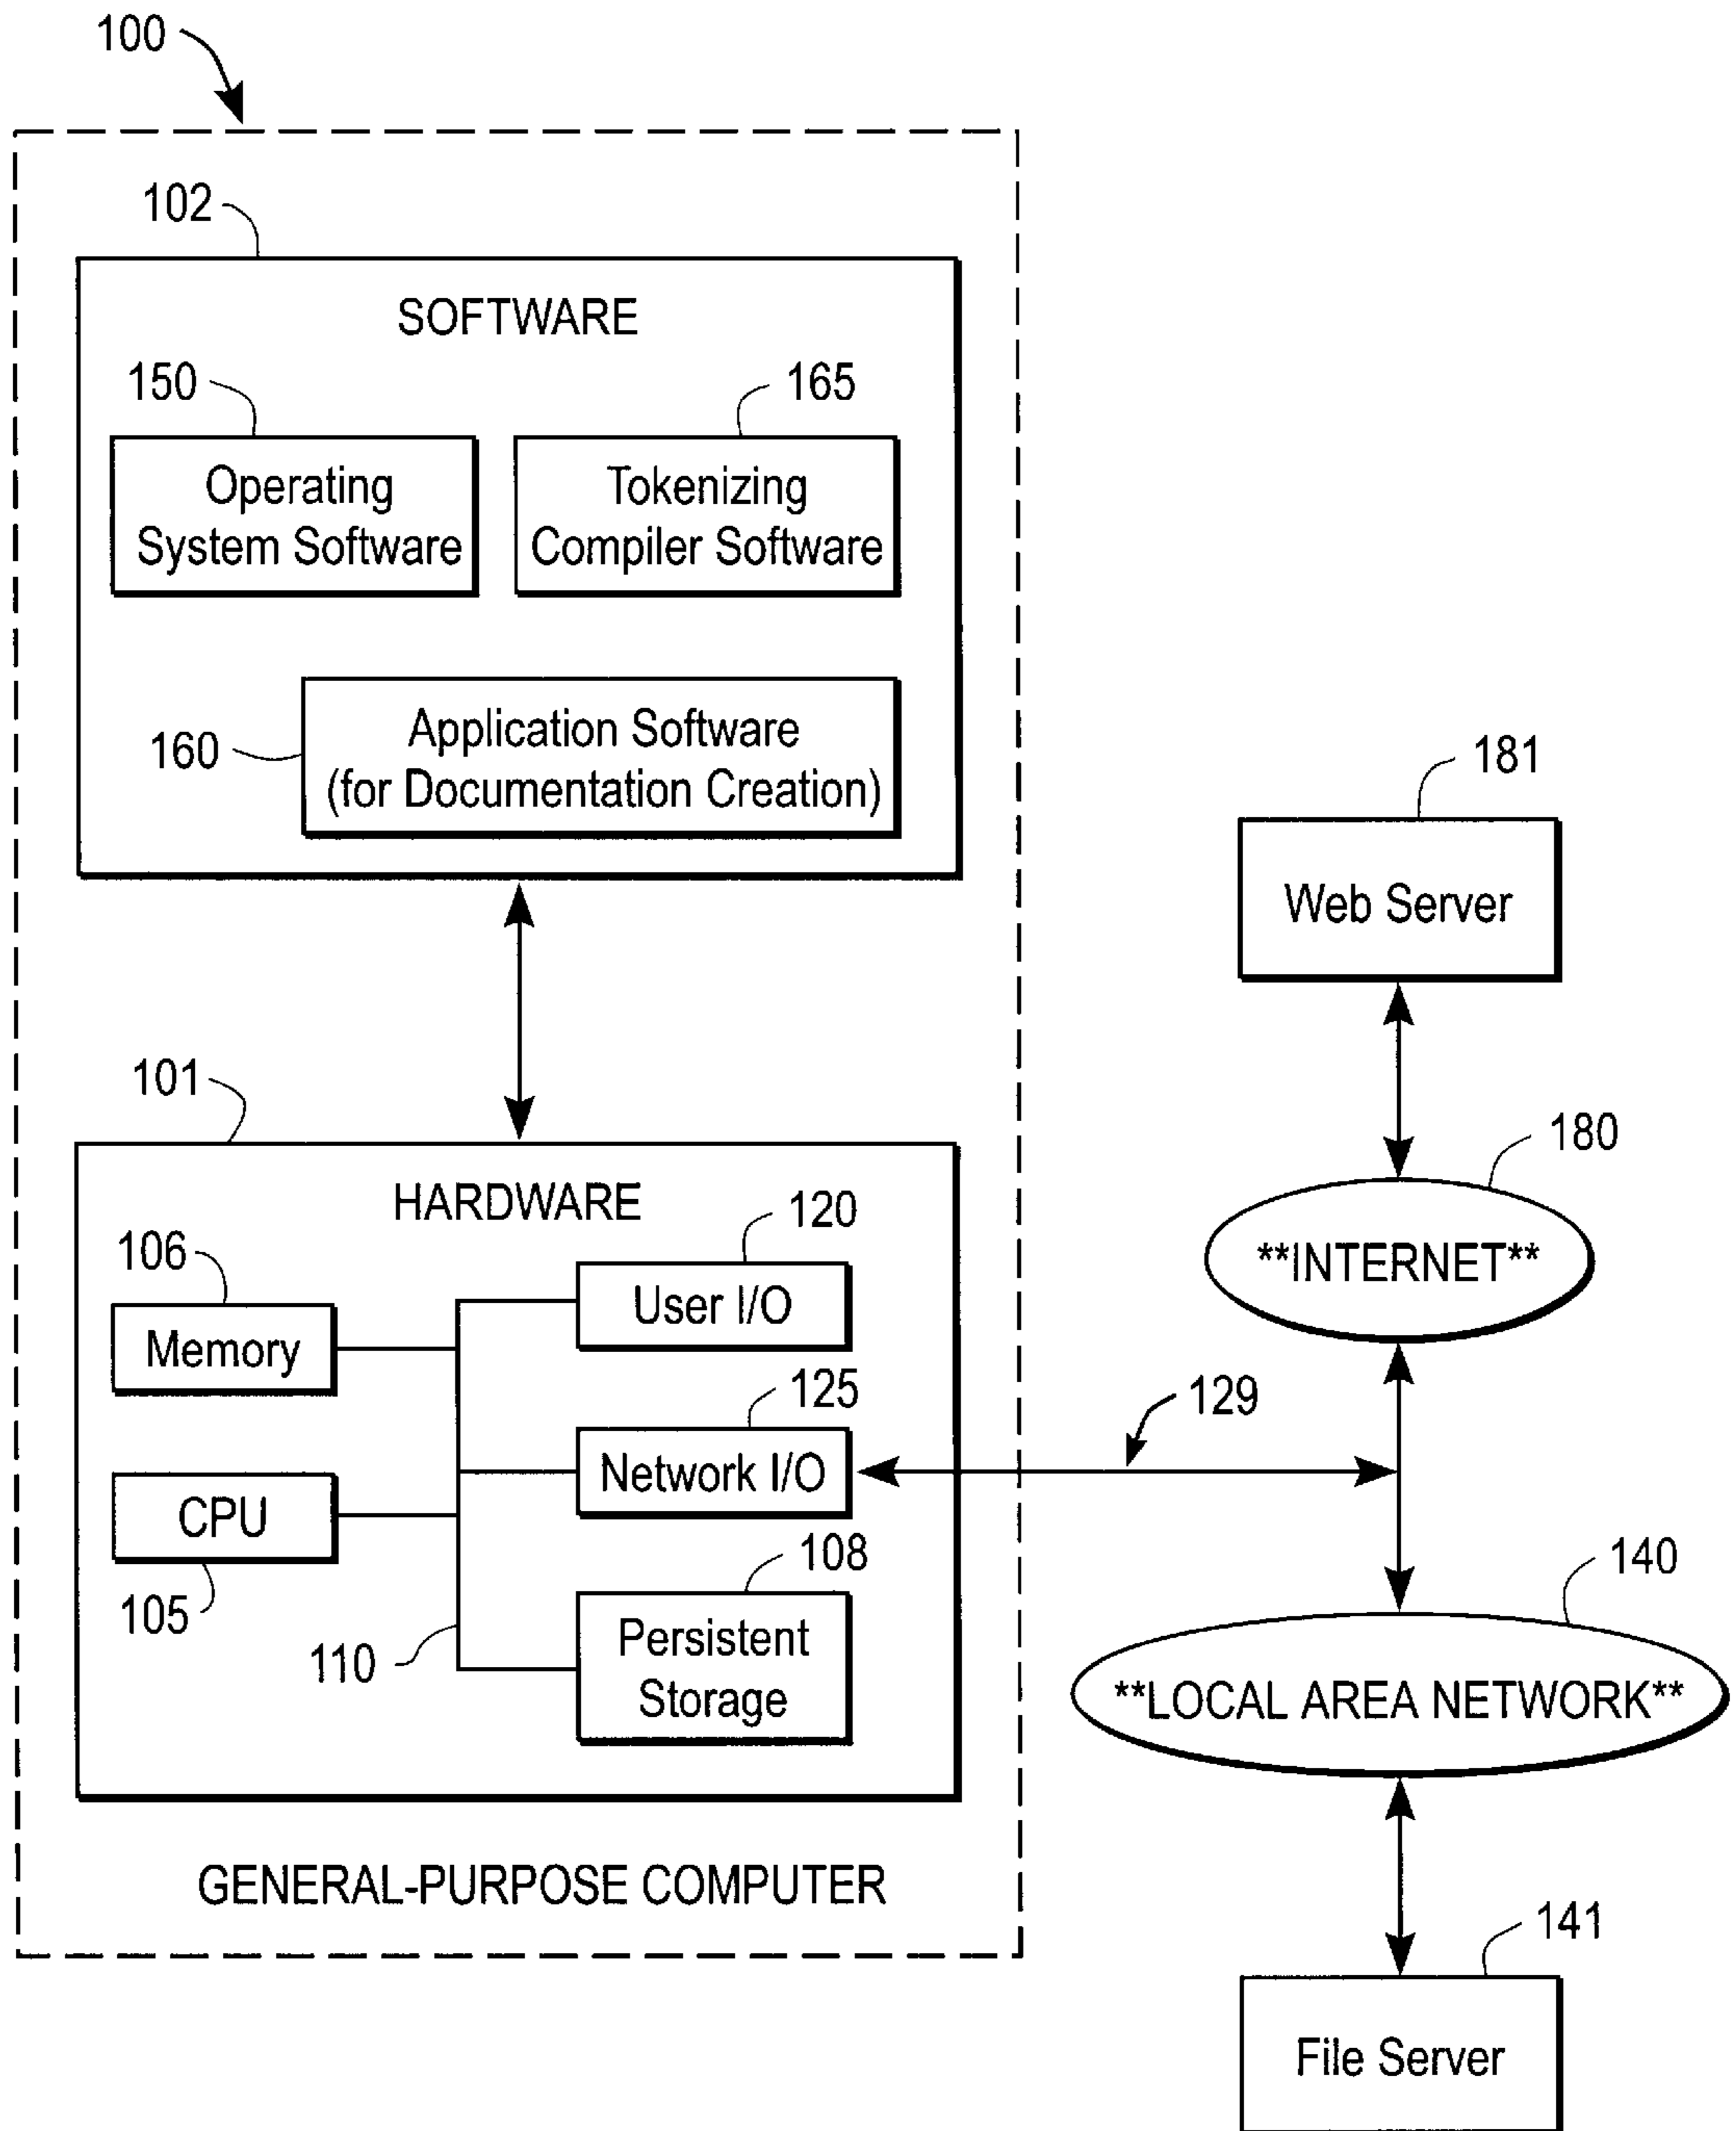 100
102
SOFTWARE
150
165
Operating
System Software
Tokenizing
Compiler Software
160
Application Software
(for Documentation Creation)
181
Web Server
101
HARDWARE
180
**INTERNET**
106
Memory
120
User I/O
125
Network I/O
129
CPU
105
108
110
Persistent
Storage
140
**LOCAL AREA NETWORK**
GENERAL-PURPOSE COMPUTER
141
File Server